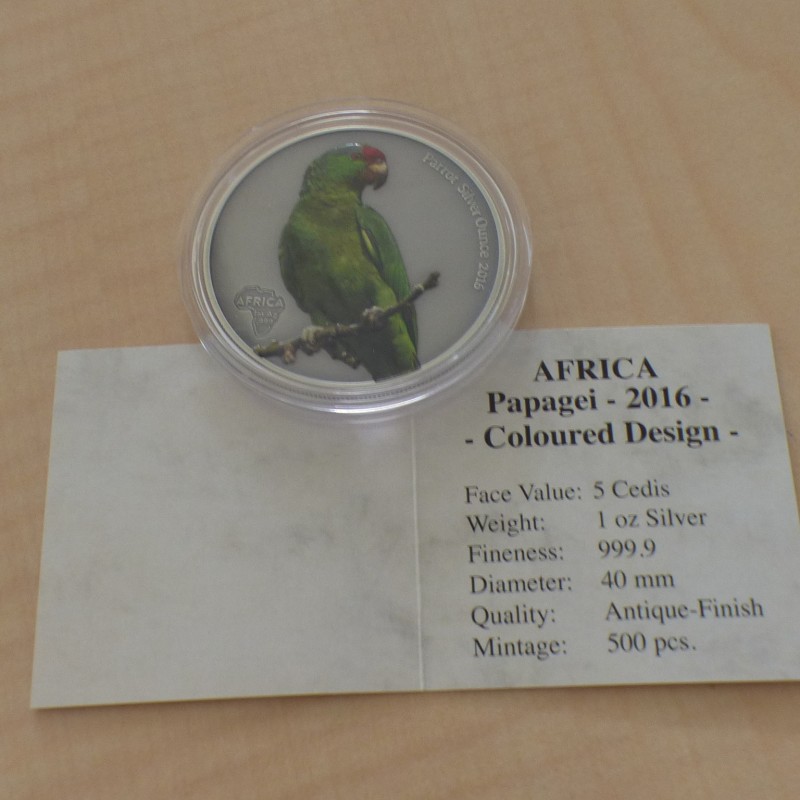 Parrot Silver Ounce 2016
AFRICA
AFRICA
Papagei - 2016 -
- Coloured Design -
Face Value: 5 Cedis
Weight: 1 oz Silver
Fineness: 999.9
Diameter: 40 mm
Quality: Antique-Finish
Mintage: 500 pcs.